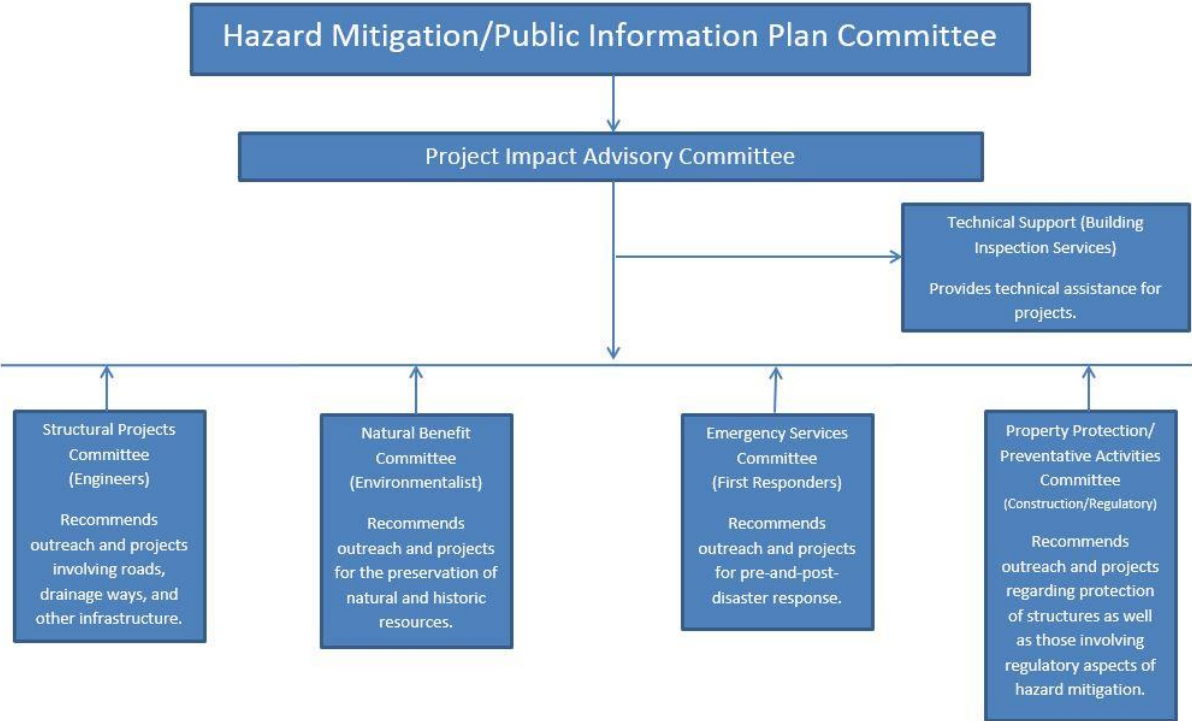 Hazard Mitigation/Public Information Plan Committee
Project Impact Advisory Committee
Technical Support (Building
Inspection Services)
Provides technical assistance for
projects.
Structural Projects
Committee
(Engineers)
Recommends
outreach and projects
involving roads,
drainage ways, and
other infrastructure.
Natural Benefit
Committee
(Environmentalist)
Recommends
outreach and projects
for the preservation of
natural and historic
resources.
Emergency Services
Committee
(First Responders)
Recommends
outreach and projects
for pre-and-post-
disaster response.
Property Protection/
Preventative Activities
Committee
(Construction/Regulatory)
Recommends
outreach and projects
regarding protection
of structures as well
as those involving
regulatory aspects of
hazard mitigation.